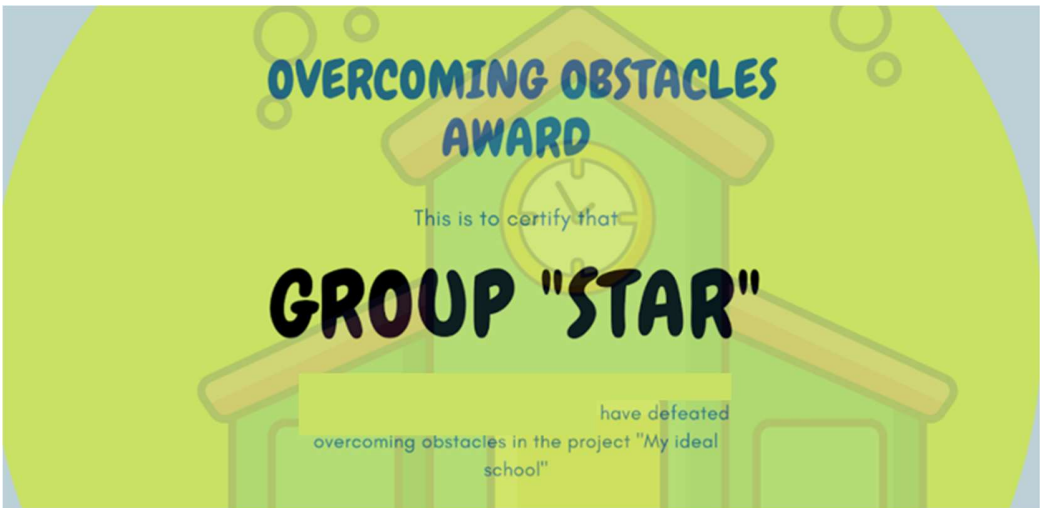 OVERCOMING OBSTACLES
AWARD
This is to certify that
GROUP "STAR"
have defeated
overcoming obstacles in the project "My ideal
school"